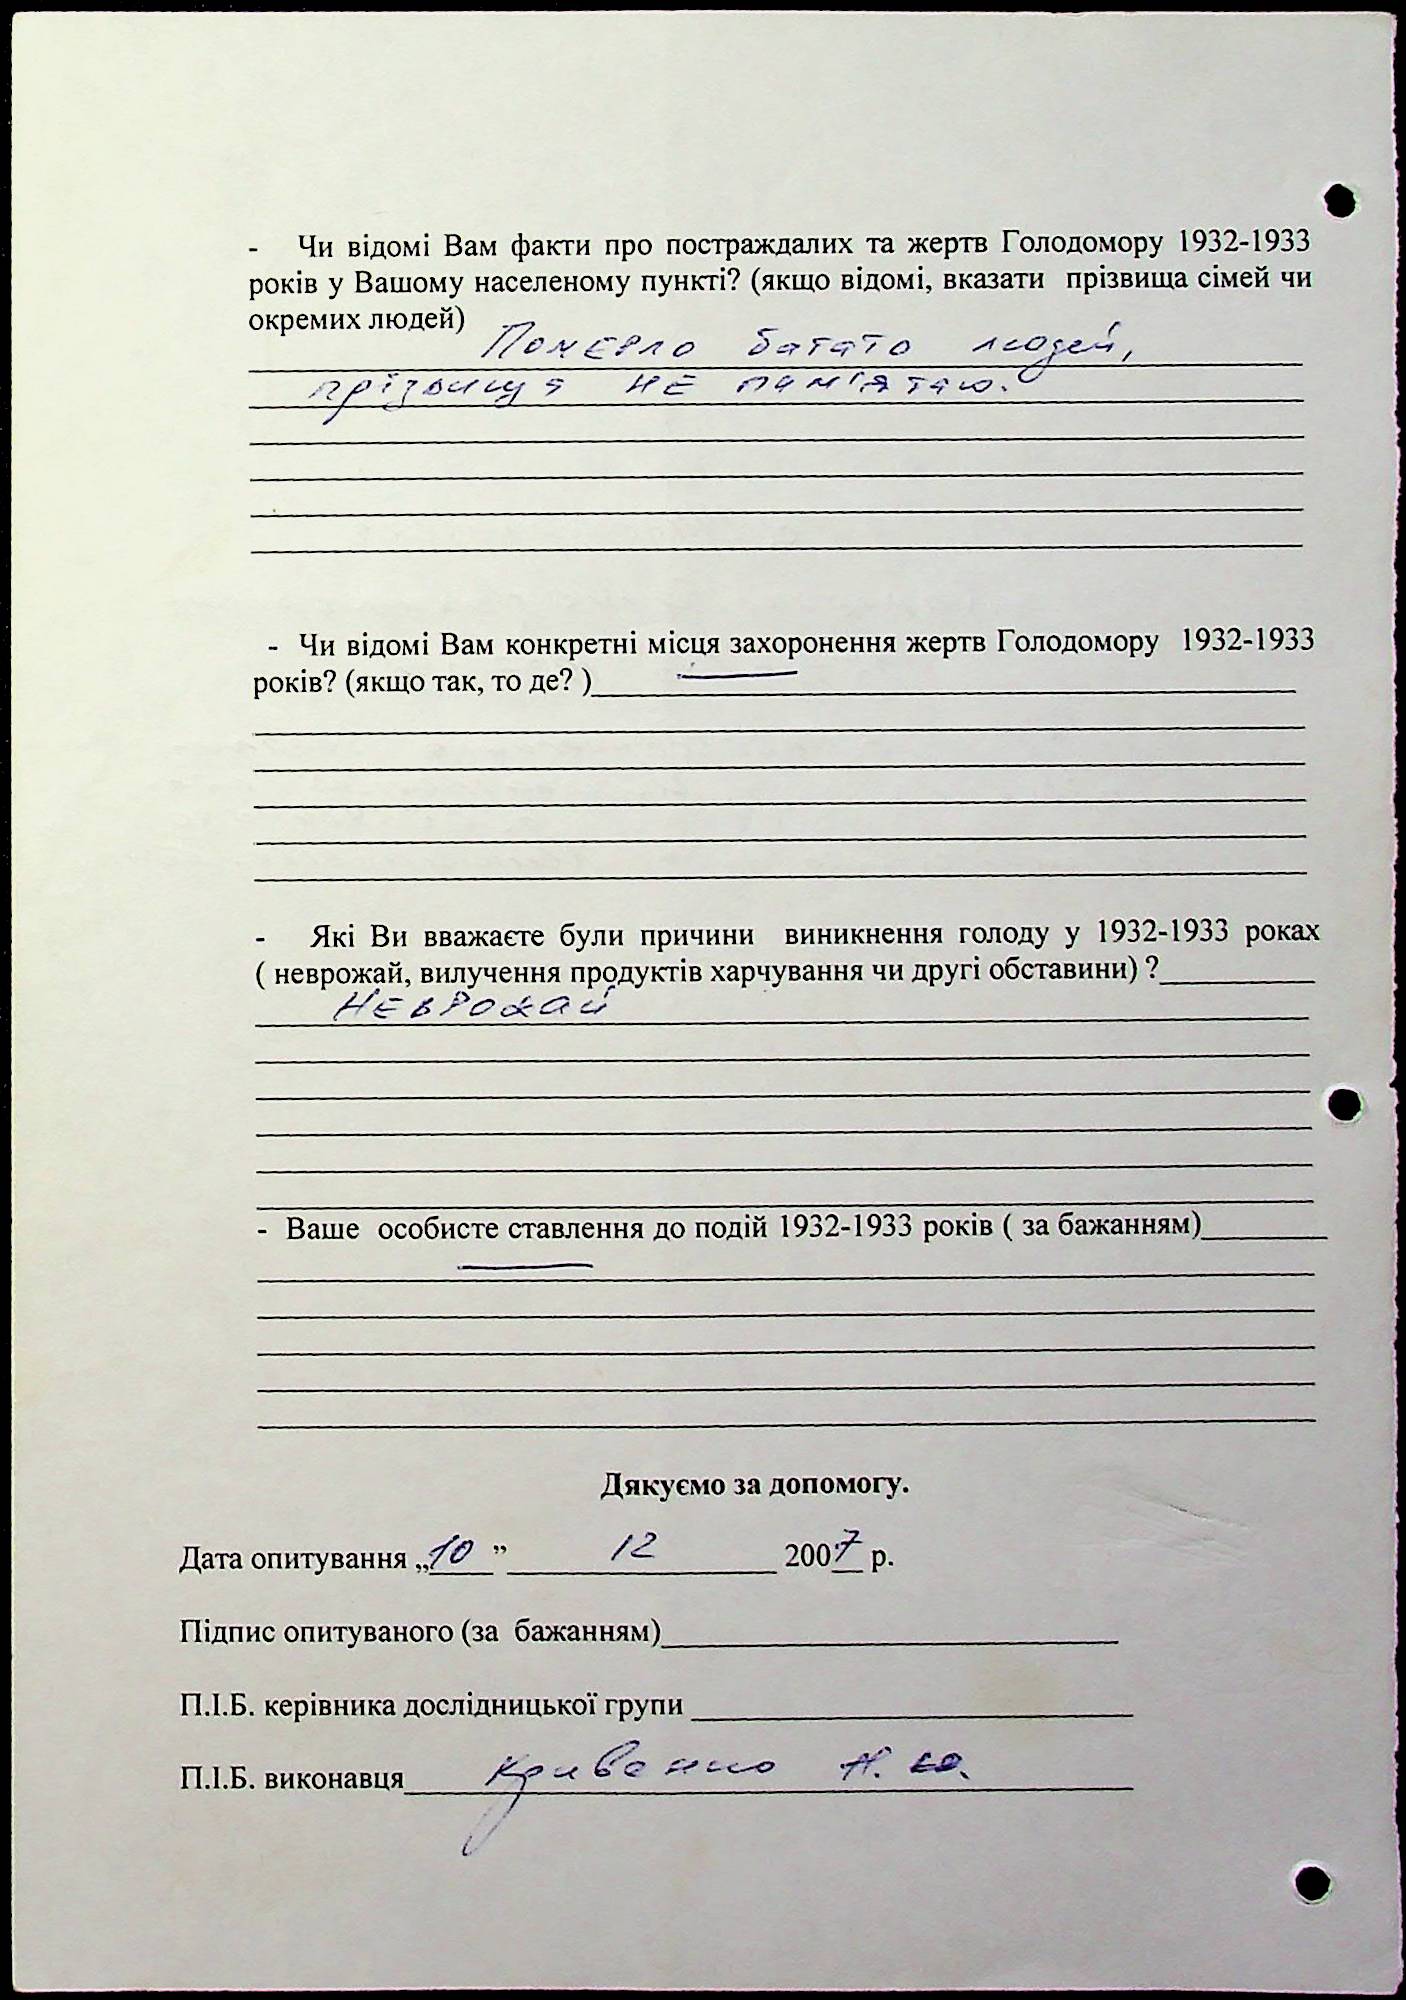 - Чи відомі Вам факти про постраждалих та жертв Голодомору 1932-1933
років у Вашому населеному пункті? (якщо відомі, вказати прізвища сімей чи
окремих людей)
Померло багато людей,
прізвища не пам'ятаю.
- Чи відомі Вам конкретні місця захоронення жертв Голодомору 1932-1933
років? (якщо так, то де? )
- Які Ви вважаєте були причини виникнення голоду у 1932-1933 роках
( неврожай, вилучення продуктів харчування чи другі обставини) ?
Неврожай
- Ваше особисте ставлення до подій 1932-1933 років ( за бажанням)
Дякуємо за допомогу.
Дата опитування „10” 12 2007 р.
Підпис опитуваного (за бажанням)
П.І.Б. керівника дослідницької групи
П.І.Б. виконавця Кривенко Н. Ю.